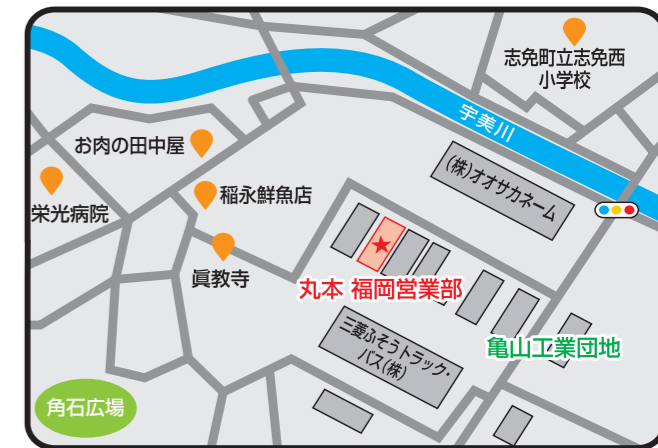 志免町立志免西
小学校
宇美川
お肉の田中屋
(株)オオサカネーム
稲永鮮魚店
栄光病院
眞教寺
丸本 福岡営業部
三菱ふそうトラック・
バス(株)
亀山工業団地
角石広場